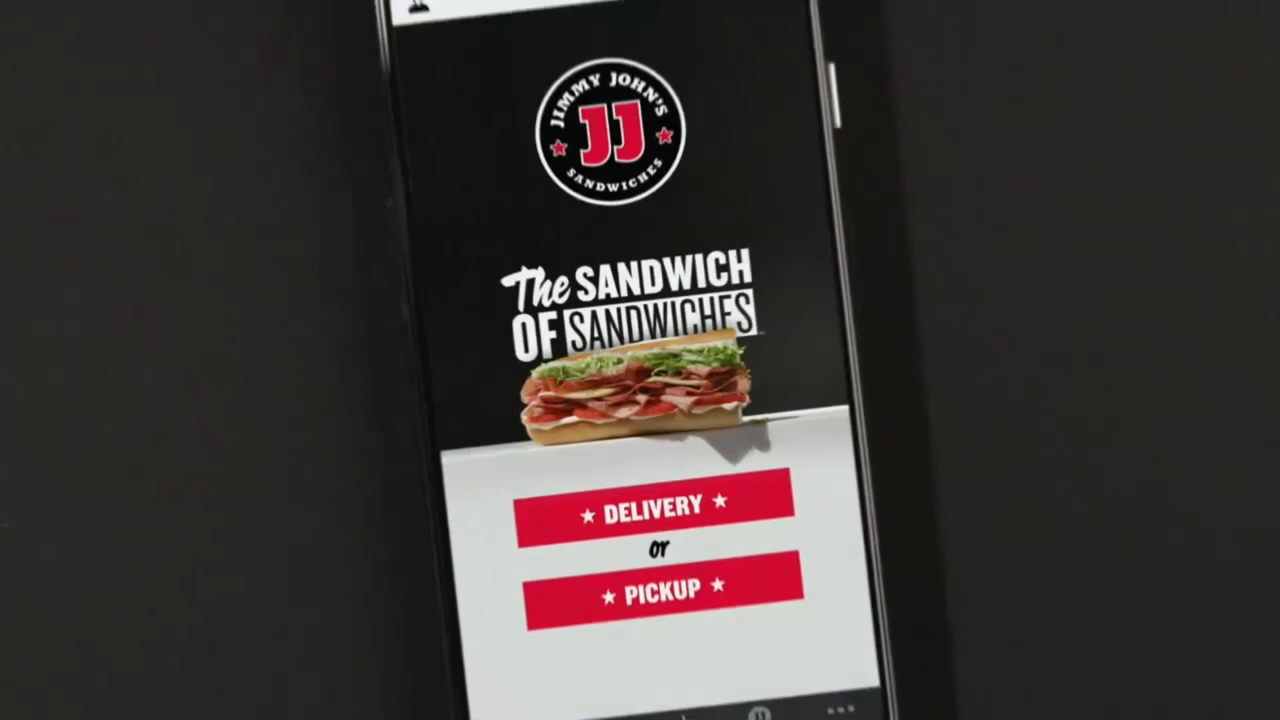 JIMMY JOHN'S
JJ
SANDWICHES
The SANDWICH
OF SANDWICHES
DELIVERY
or
PICKUP